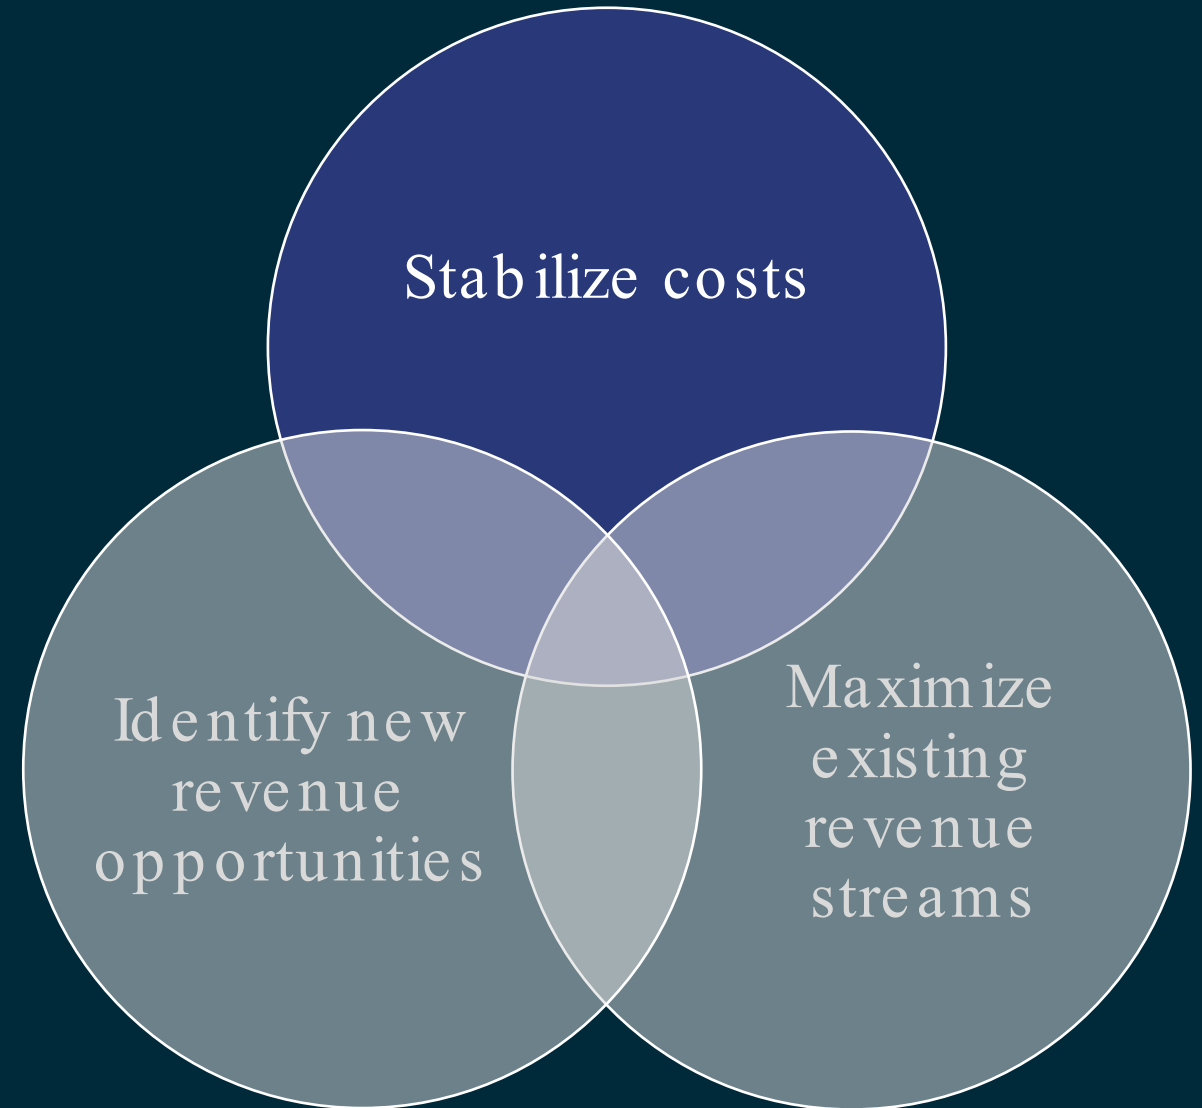 Stabilize costs
Identify new
revenue
opportunities
Maximize
existing
revenue
streams